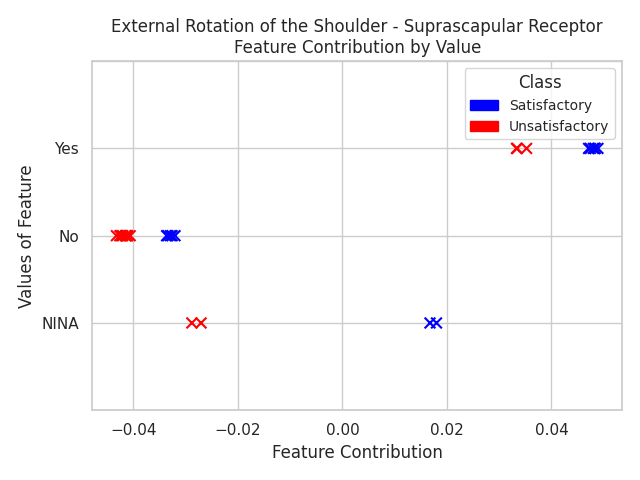 External Rotation of the Shoulder - Suprascapular Receptor
Feature Contribution by Value
Class
Satisfactory
Unsatisfactory
Values of Feature
Yes
No
NINA
−0.04 −0.02 0.00 0.02 0.04
Feature Contribution